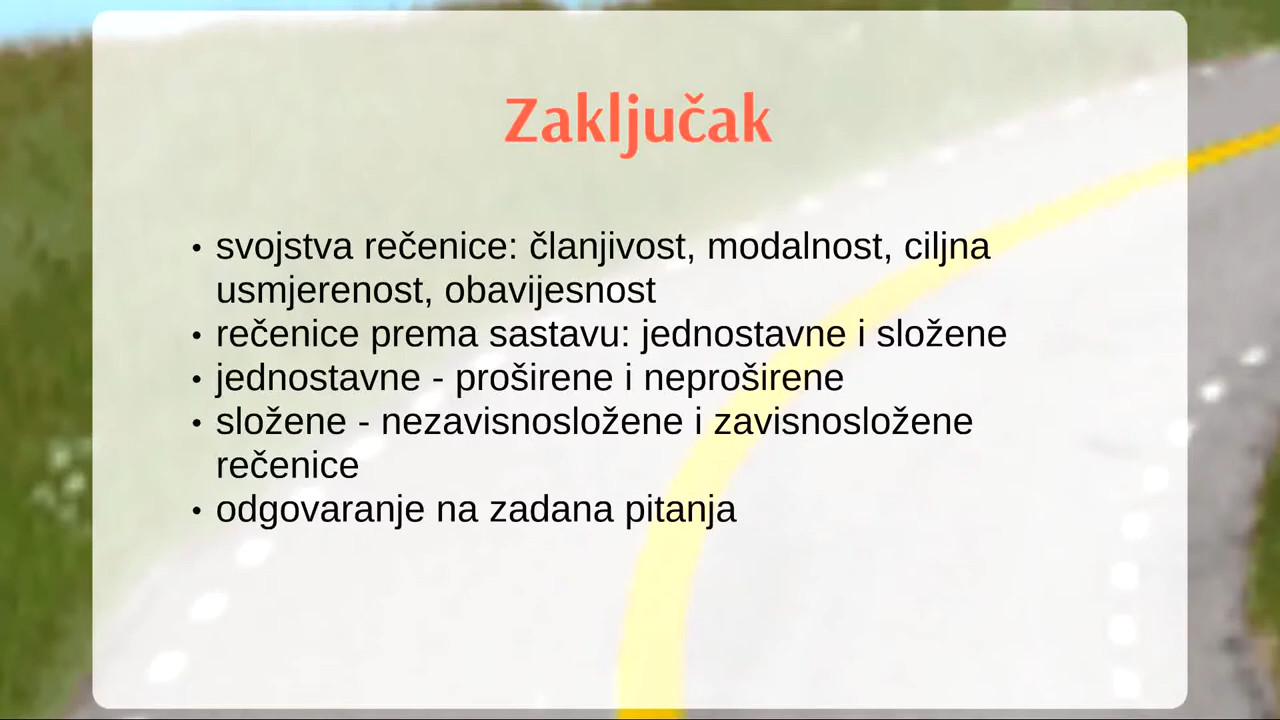 Zaključak
• svojstva rečenice: članjivost, modalnost, ciljna
usmjerenost, obavijesnost
• rečenice prema sastavu: jednostavne i složene
• jednostavne - proširene i neproširene
• složene - nezavisnosložene i zavisnosložene
rečenice
• odgovaranje na zadana pitanja